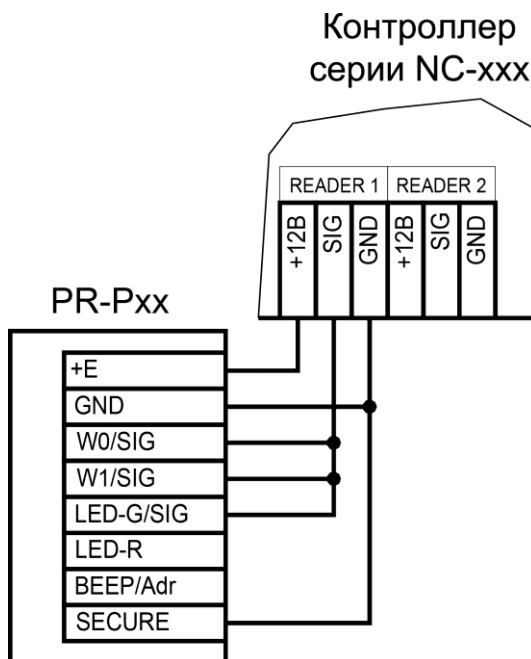 Контроллер
серии NC-xxx
READER 1 READER 2
+12В SIG GND +12В SIG GND
PR-Pxx
+E
GND
W0/SIG
W1/SIG
LED-G/SIG
LED-R
BEEP/Adr
SECURE